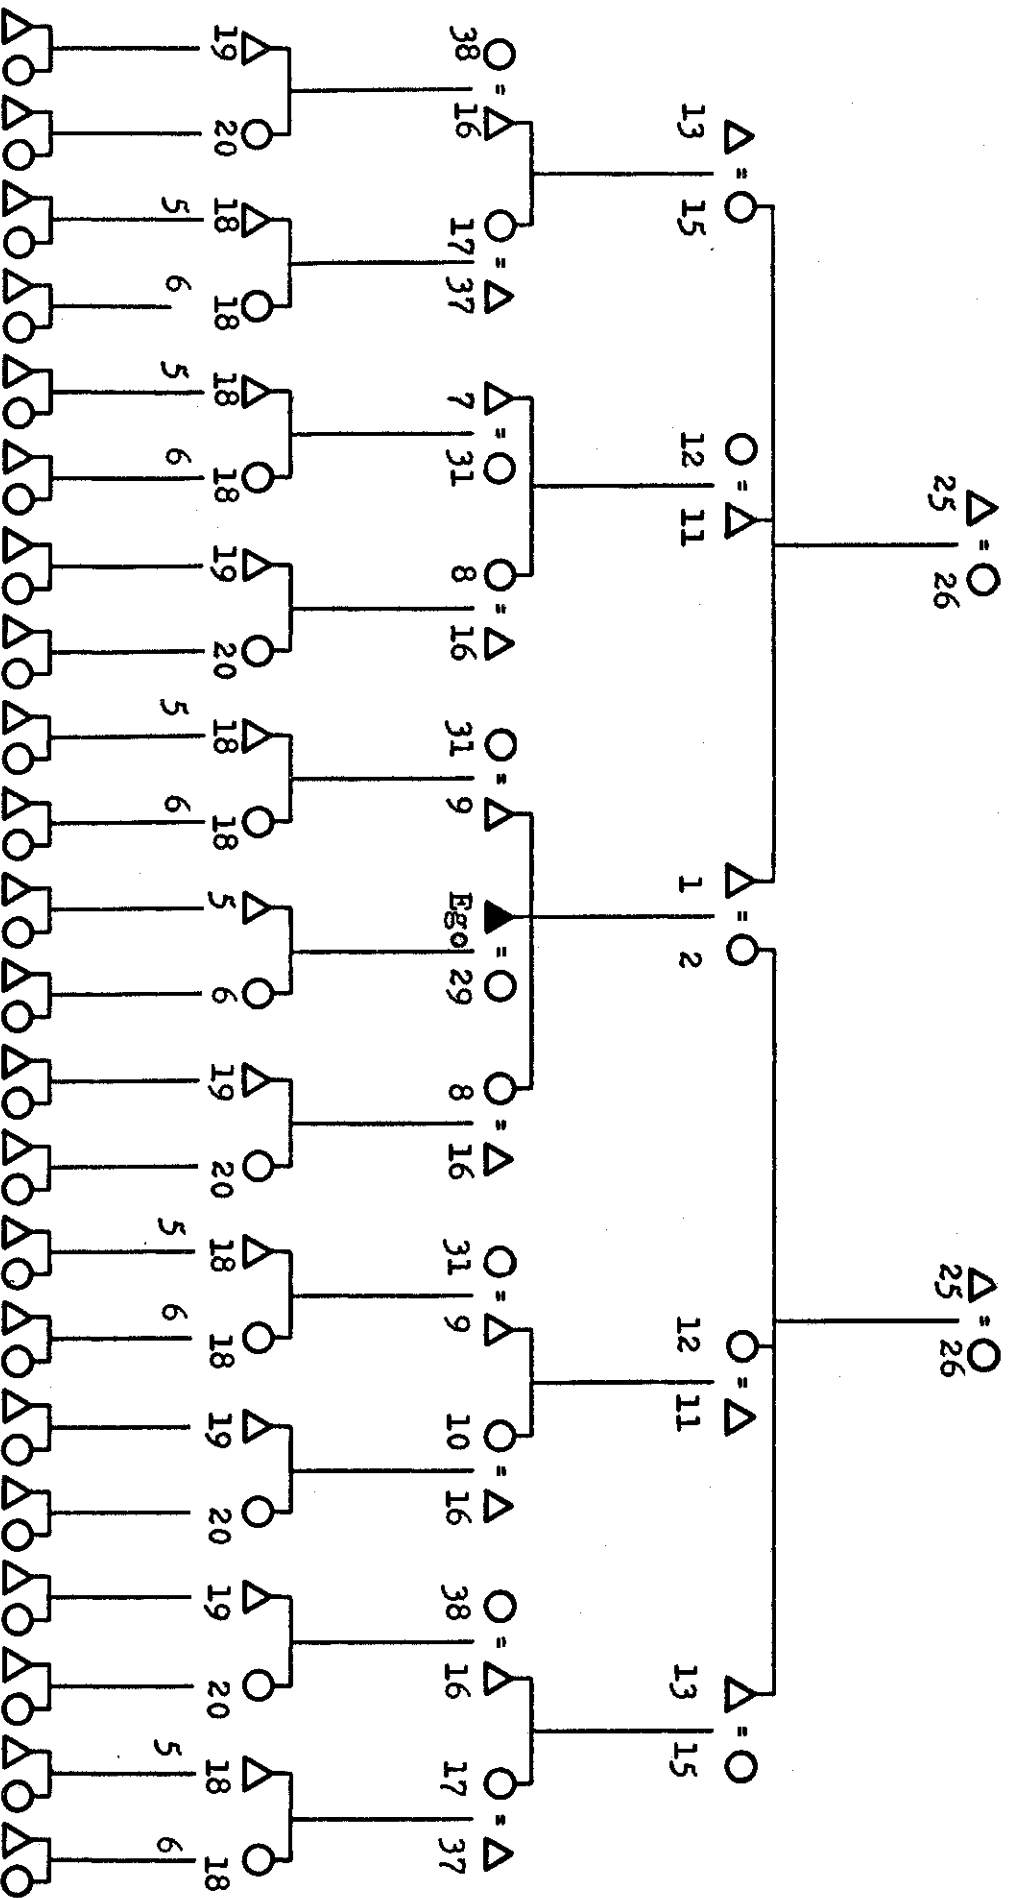 25 = 26 25 = 26
13 = 15 12 = 11 1 = 2 12 = 11 13 = 15
38 = 16 17 = 37 7 = 31 8 = 16 31 = 9 Ego = 29 8 = 16 31 = 9 10 = 16 38 = 16 17 = 37
19 20 18 18 18 18 19 20 18 18 5 6 19 20 18 18 19 20 19 20 18 18
5 6 5 6 5 6 5 6 5 6